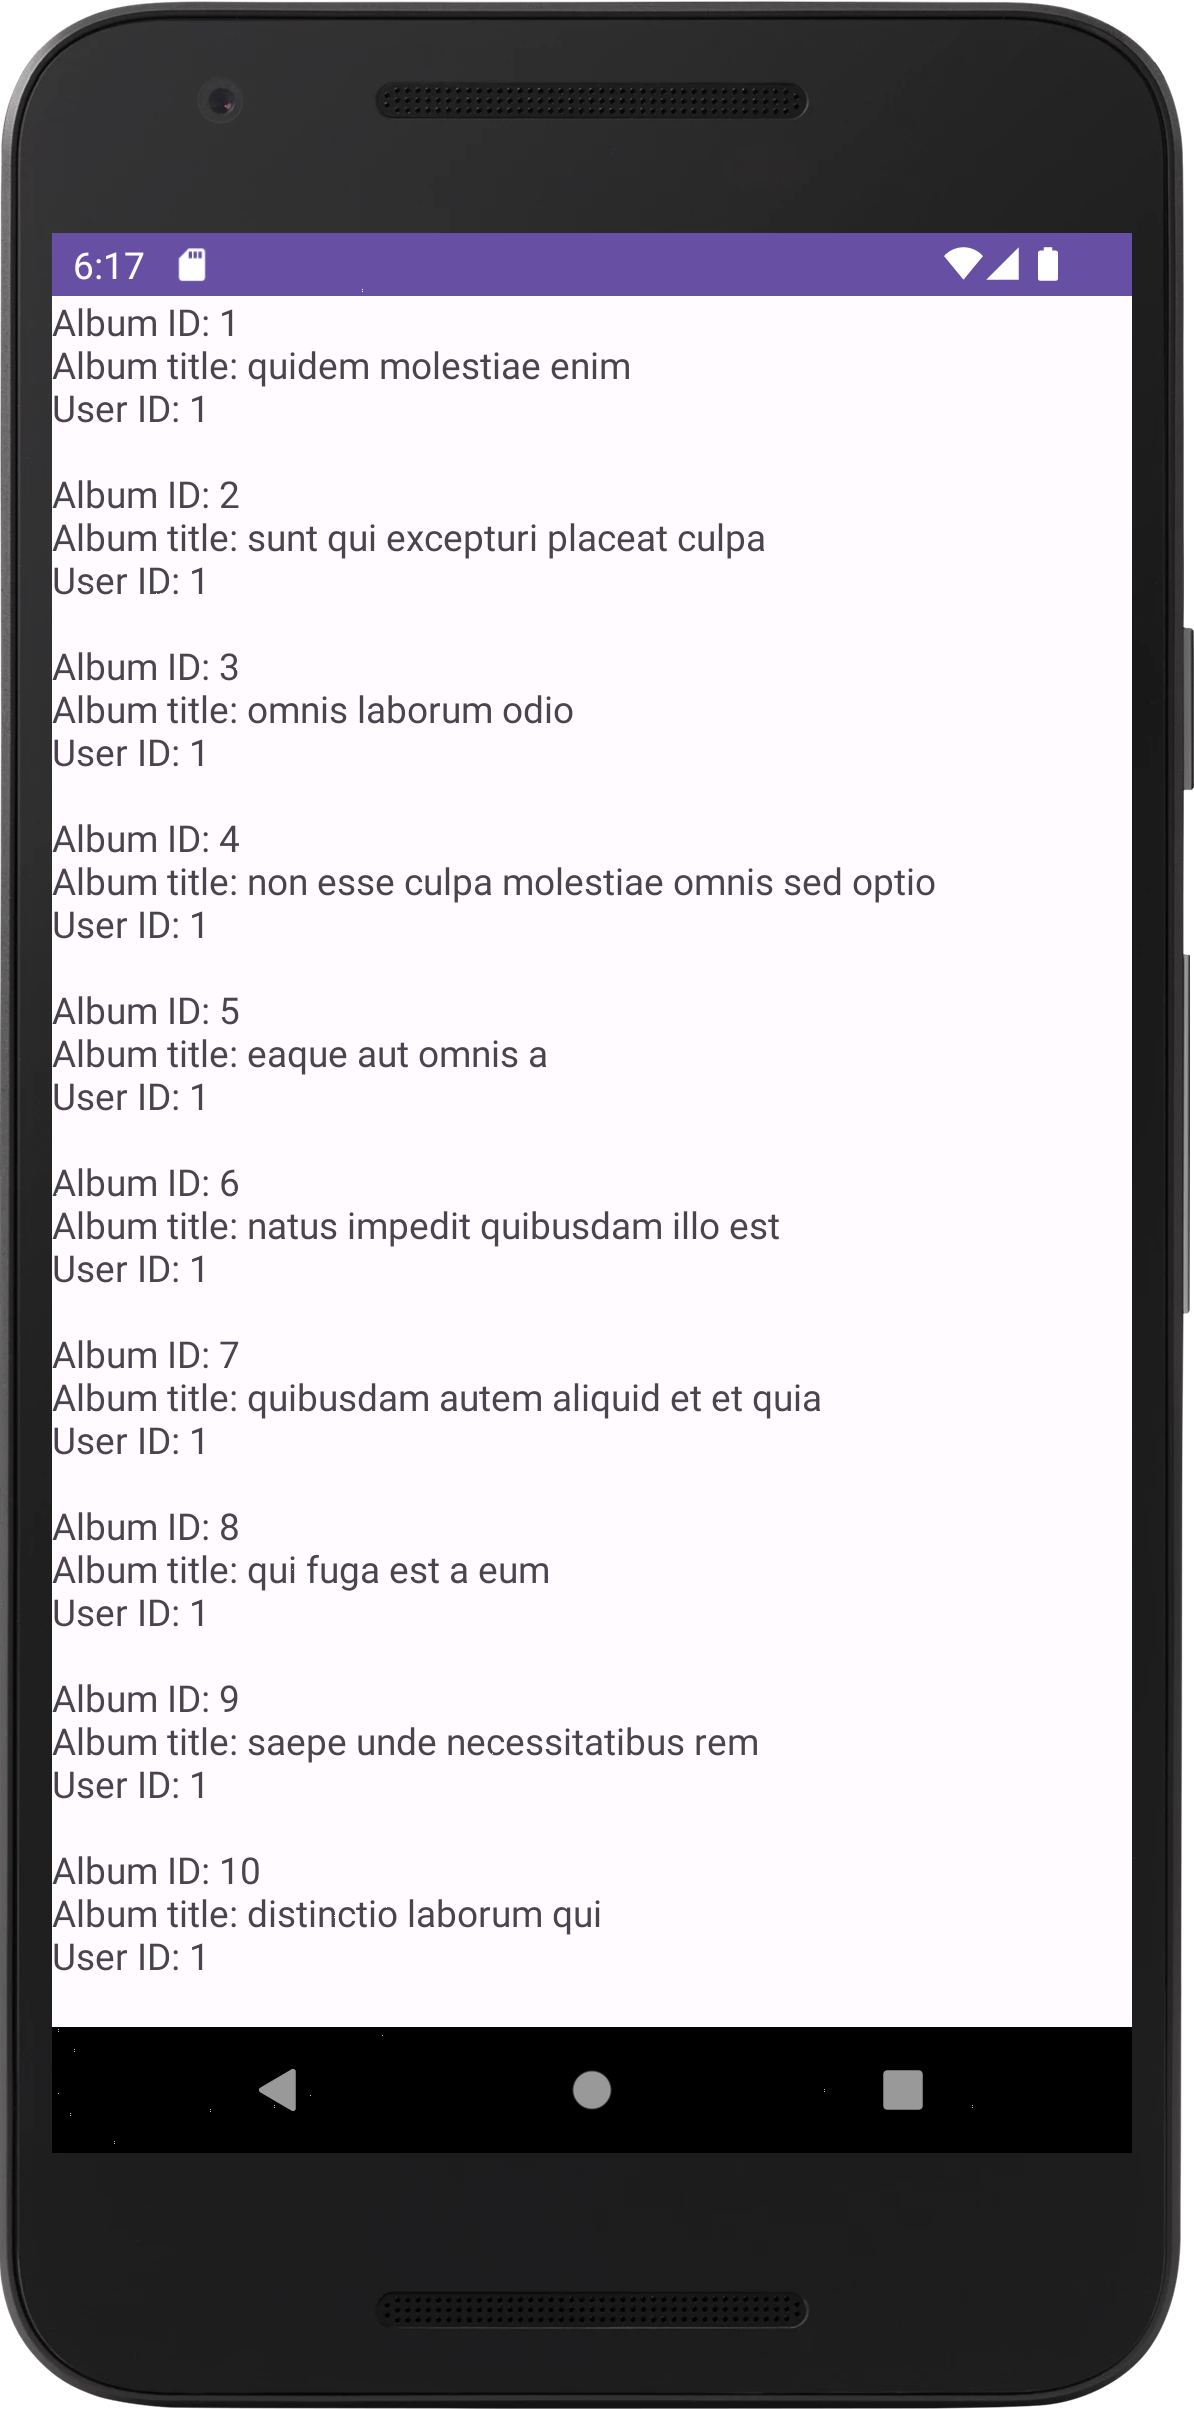 6:17
Album ID: 1
Album title: quidem molestiae enim
User ID: 1
Album ID: 2
Album title: sunt qui excepturi placeat culpa
User ID: 1
Album ID: 3
Album title: omnis laborum odio
User ID: 1
Album ID: 4
Album title: non esse culpa molestiae omnis sed optio
User ID: 1
Album ID: 5
Album title: eaque aut omnis a
User ID: 1
Album ID: 6
Album title: natus impedit quibusdam illo est
User ID: 1
Album ID: 7
Album title: quibusdam autem aliquid et et quia
User ID: 1
Album ID: 8
Album title: qui fuga est a eum
User ID: 1
Album ID: 9
Album title: saepe unde necessitatibus rem
User ID: 1
Album ID: 10
Album title: distinctio laborum qui
User ID: 1